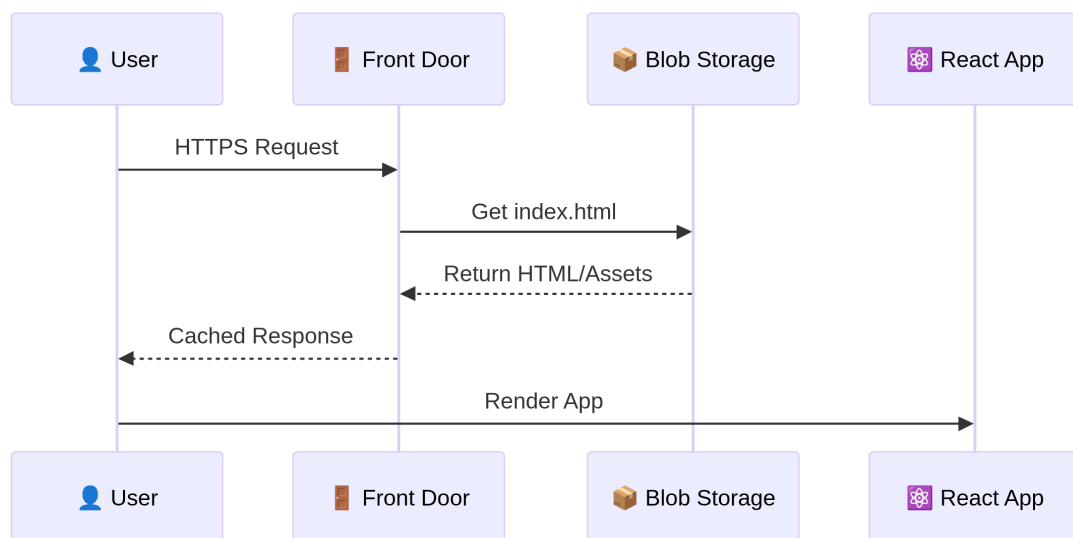 👤 User
🚪 Front Door
📦 Blob Storage
⚛️ React App
HTTPS Request
Get index.html
Return HTML/Assets
Cached Response
Render App
👤 User
🚪 Front Door
📦 Blob Storage
⚛️ React App